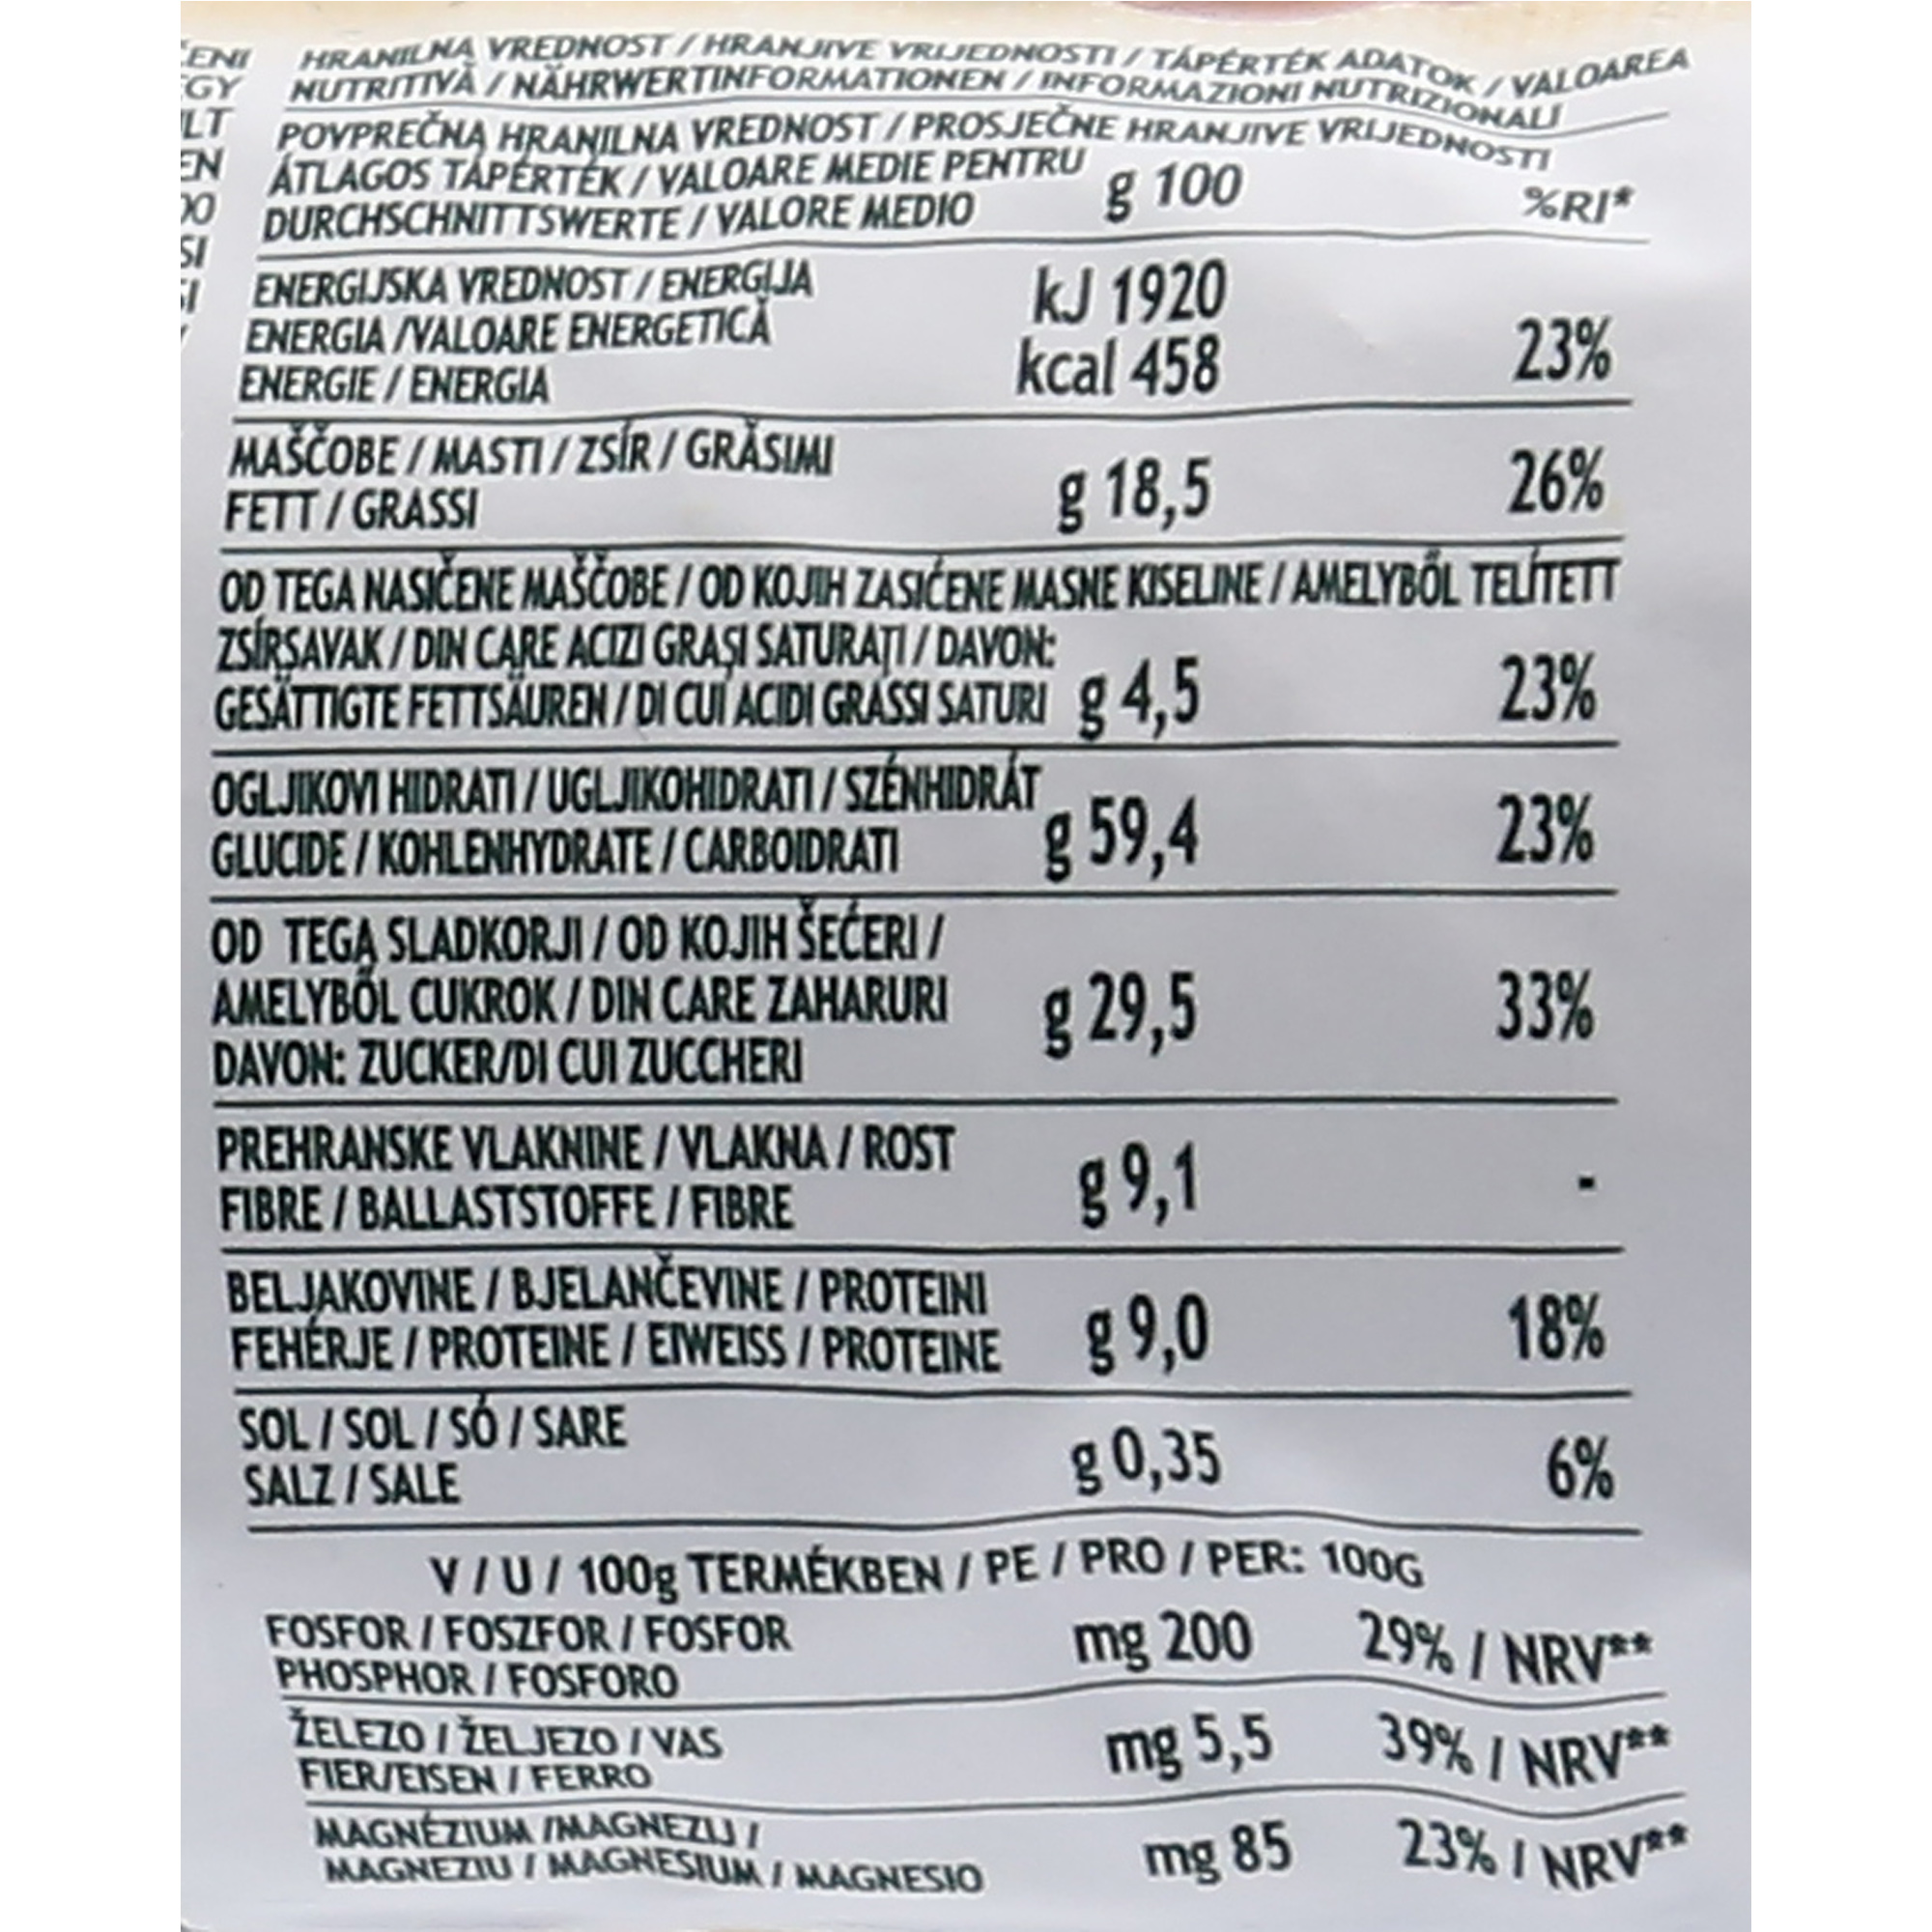 ENI
GY
LT
EN
00
SI
SI
HRANILNA VREDNOST / HRANJIVE VRIJEDNOSTI / TÁPÉRTÉK ADATOK / VALOAREA
NUTRITIVĂ / NÄHRWERTINFORMATIONEN / INFORMAZIONI NUTRIZIONALI
POVPREČNA HRANILNA VREDNOST / PROSJEČNE HRANJIVE VRIJEDNOSTI
ÁTLAGOS TÁPÉRTÉK / VALOARE MEDIE PENTRU
DURCHSCHNITTSWERTE / VALORE MEDIO g 100 %RI*
ENERGIJSKA VREDNOST / ENERGIJA kJ 1920
ENERGIA /VALOARE ENERGETICĂ
ENERGIE / ENERGIA kcal 458 23%
MAŠČOBE / MASTI / ZSÍR / GRĂSIMI
FETT / GRASSI g 18,5 26%
OD TEGA NASIČENE MAŠČOBE / OD KOJIH ZASIĆENE MASNE KISELINE / AMELYBŐL TELÍTETT
ZSÍRSAVAK / DIN CARE ACIZI GRAȘI SATURAȚI / DAVON:
GESÄTTIGTE FETTSÄUREN / DI CUI ACIDI GRASSI SATURI g 4,5 23%
OGLJIKOVI HIDRATI / UGLJIKOHIDRATI / SZÉNHIDRÁT
GLUCIDE / KOHLENHYDRATE / CARBOIDRATI g 59,4 23%
OD TEGA SLADKORJI / OD KOJIH ŠEĆERI /
AMELYBŐL CUKROK / DIN CARE ZAHARURI g 29,5 33%
DAVON: ZUCKER/DI CUI ZUCCHERI
PREHRANSKE VLAKNINE / VLAKNA / ROST
FIBRE / BALLASTSTOFFE / FIBRE g 9,1 -
BELJAKOVINE / BJELANČEVINE / PROTEINI
FEHÉRJE / PROTEINE / EIWEISS / PROTEINE g 9,0 18%
SOL / SOL / SÓ / SARE
SALZ / SALE g 0,35 6%
V / U / 100g TERMÉKBEN / PE / PRO / PER: 100G
FOSFOR / FOSZFOR / FOSFOR mg 200 29% / NRV**
PHOSPHOR / FOSFORO
ŽELEZO / ŽELJEZO / VAS mg 5,5 39% / NRV**
FIER/EISEN / FERRO
MAGNÉZIUM /MAGNEZIJ / mg 85 23% / NRV**
MAGNEZIU / MAGNESIUM / MAGNESIO